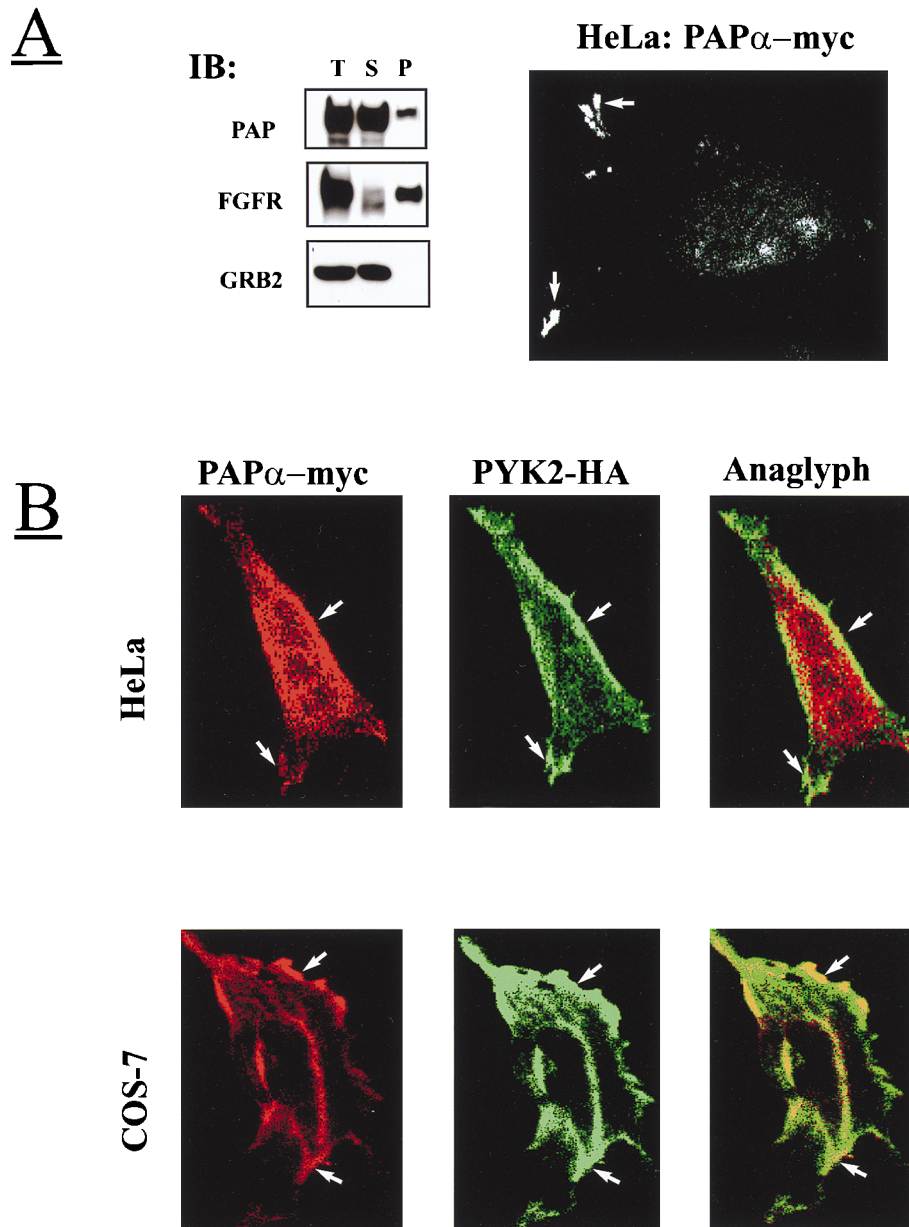 A
IB:
T S P
PAP
FGFR
GRB2
HeLa: PAPα–myc
B
PAPα–myc
PYK2-HA
Anaglyph
HeLa
COS-7